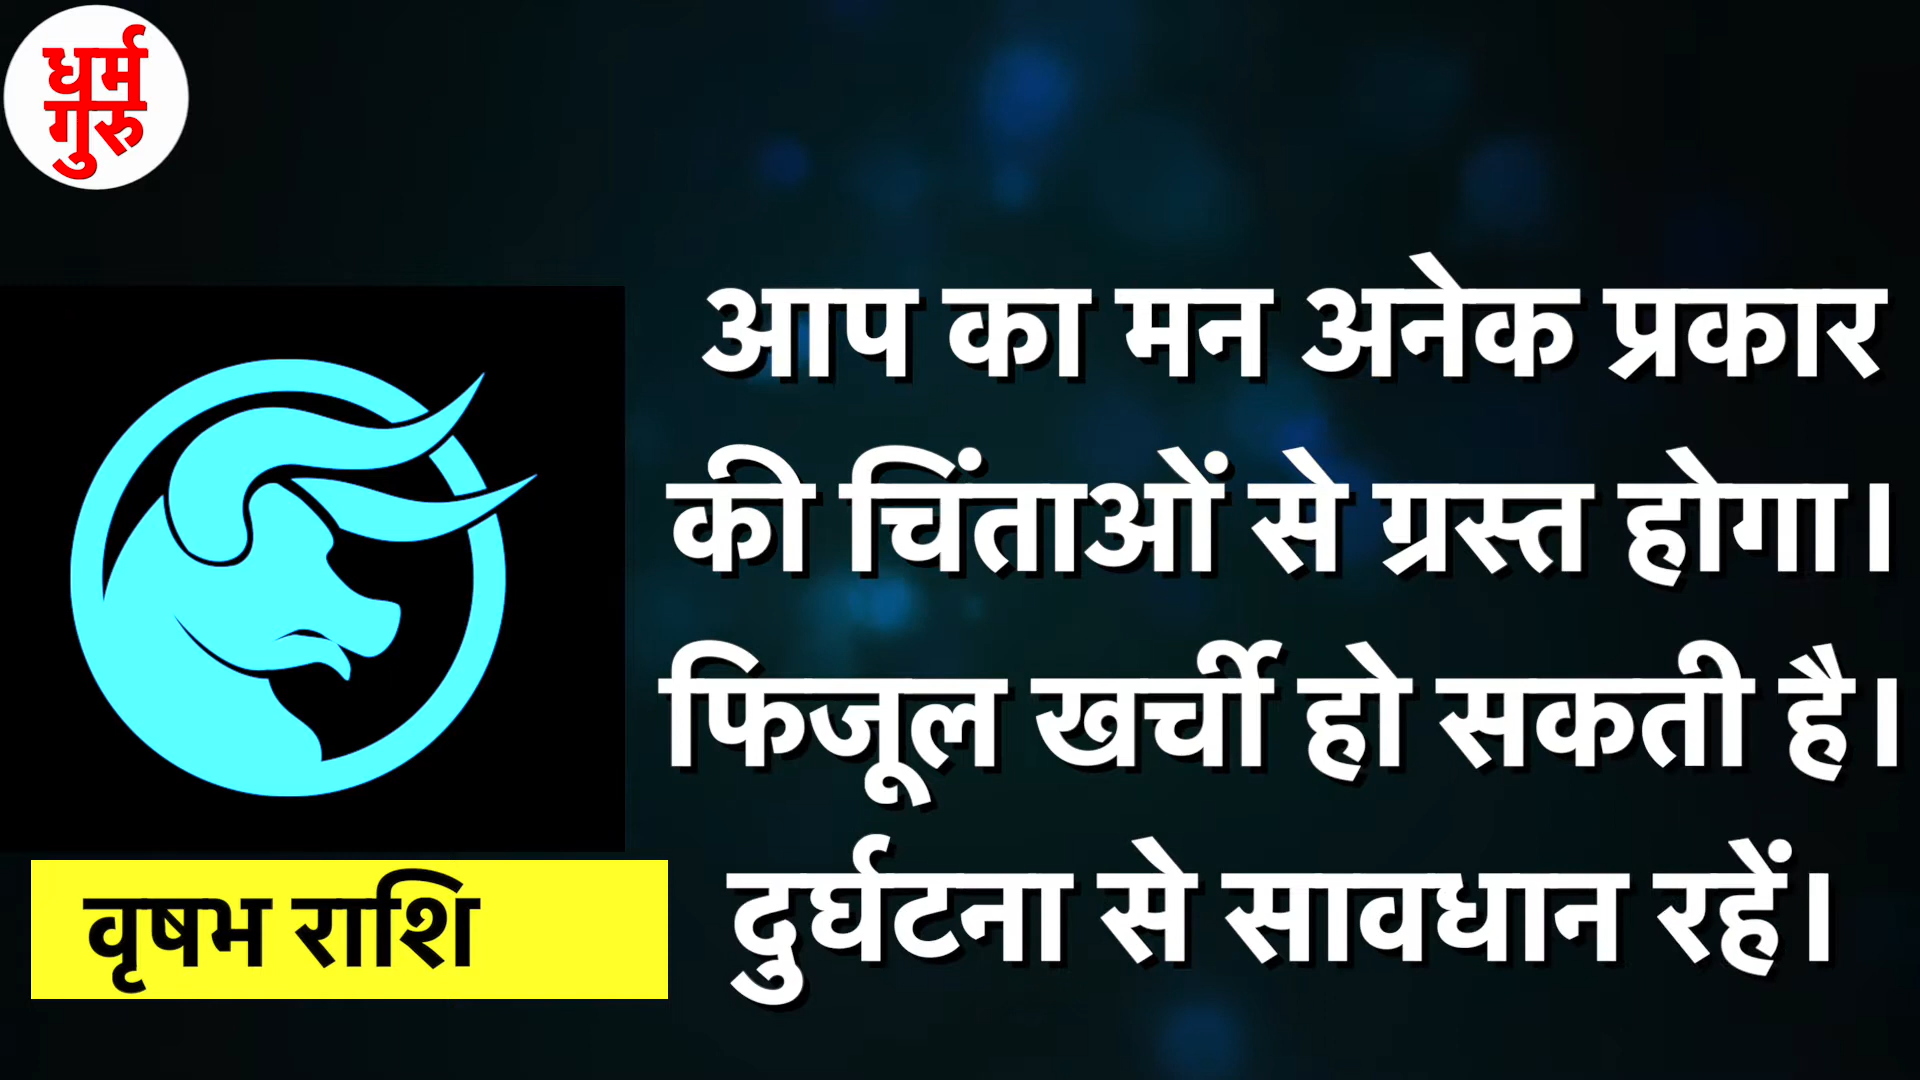 धर्म
गुरु
आप का मन अनेक प्रकार
की चिंताओं से ग्रस्त होगा।
फिजूल खर्ची हो सकती है।
दुर्घटना से सावधान रहें।
वृषभ राशि